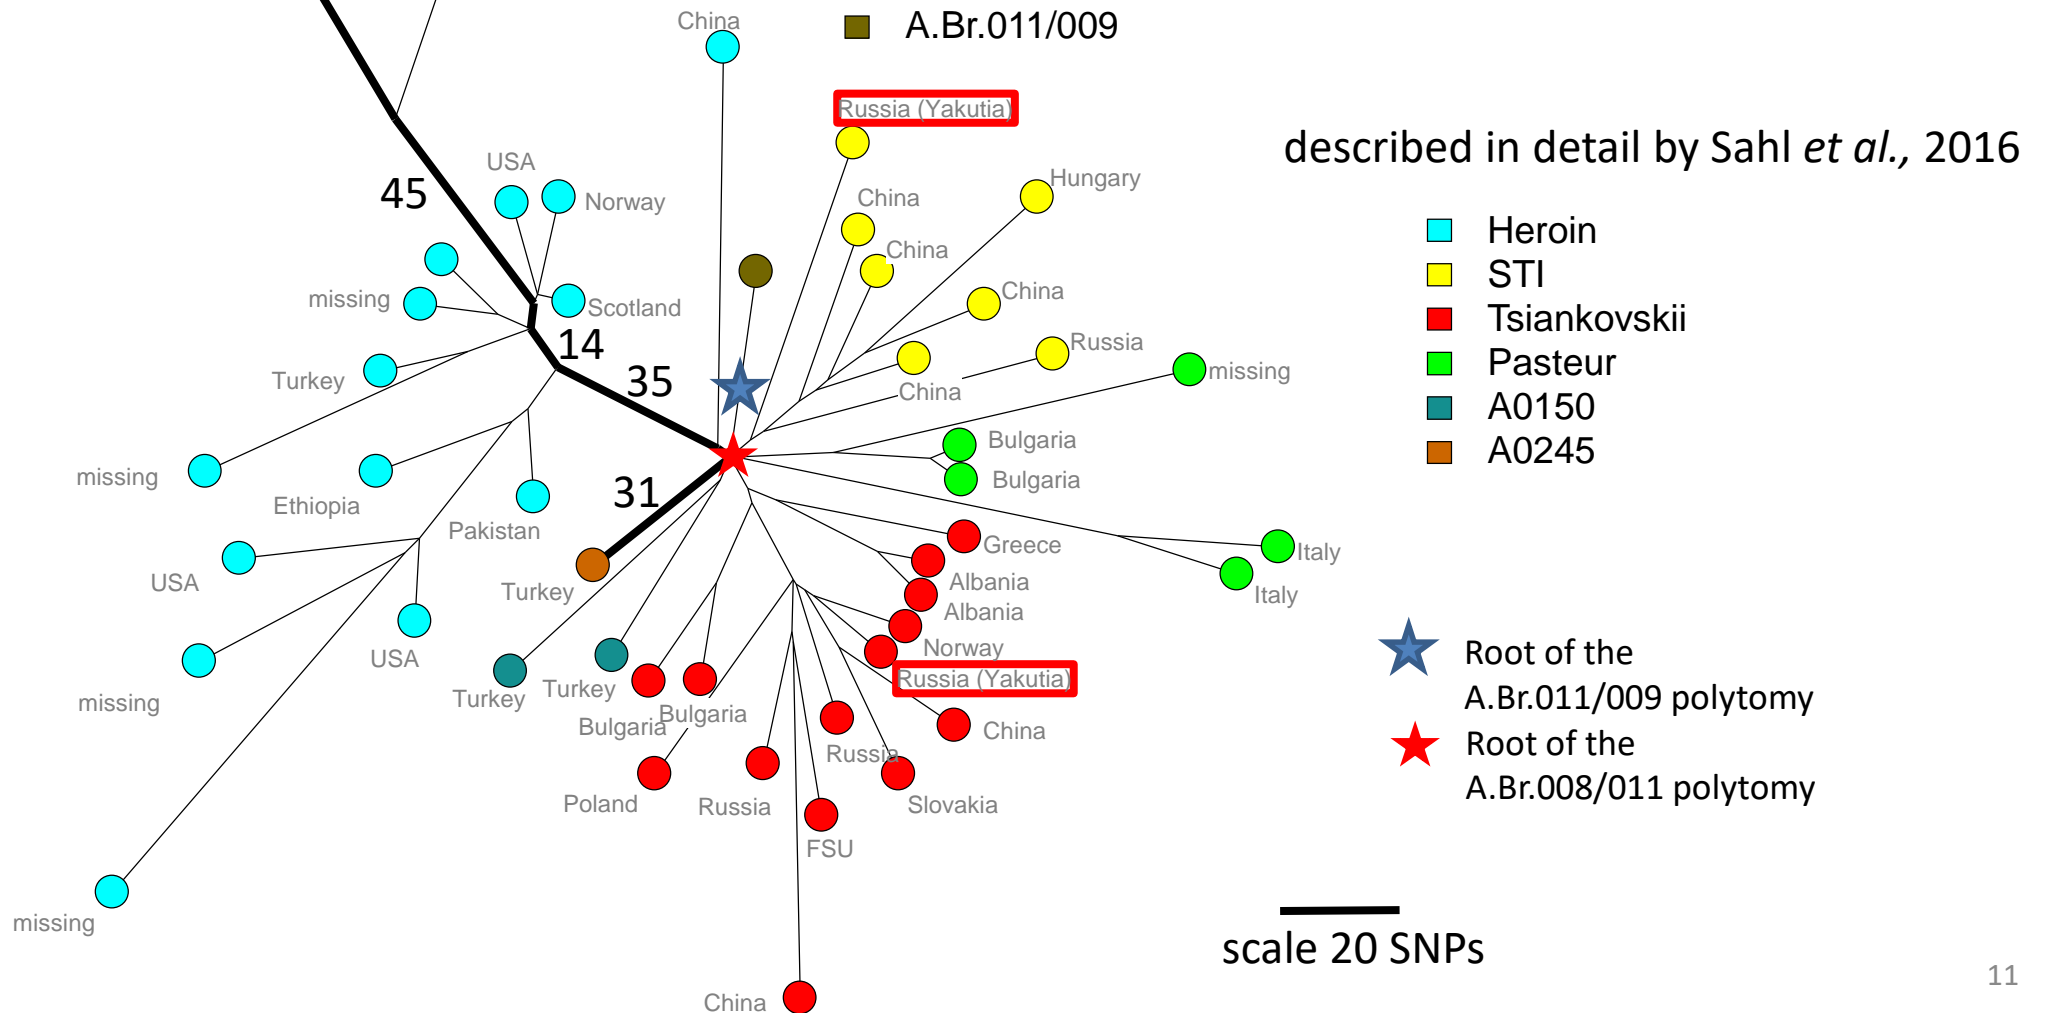 China
A.Br.011/009
Russia (Yakutia)
described in detail by Sahl et al., 2016
USA
45
Norway
Hungary
China
Heroin
China
STI
missing
Scotland
China
Tsiankovskii
14
Russia
Pasteur
Turkey
35
China
missing
A0150
Bulgaria
A0245
missing
Bulgaria
31
Ethiopia
Pakistan
Greece
Italy
USA
Turkey
Albania
Italy
Albania
Norway
Root of the
A.Br.011/009 polytomy
USA
Russia (Yakutia)
missing
Turkey
Turkey
Bulgaria
Bulgaria
China
Root of the
A.Br.008/011 polytomy
Russia
Poland
Russia
Slovakia
FSU
missing
scale 20 SNPs
China
11